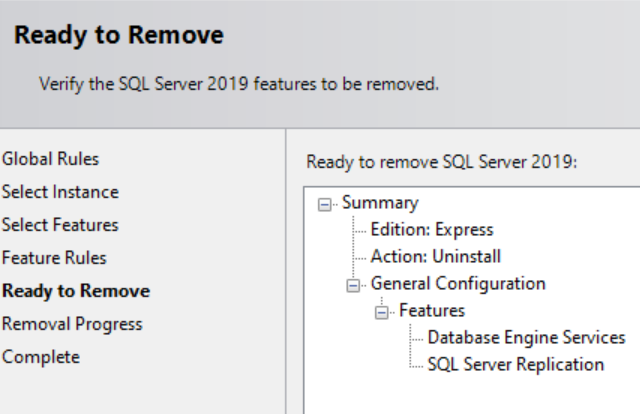 Ready to Remove
Verify the SQL Server 2019 features to be removed.
Global Rules
Select Instance
Select Features
Feature Rules
Ready to Remove
Removal Progress
Complete
Ready to remove SQL Server 2019:
Summary
Edition: Express
Action: Uninstall
General Configuration
Features
Database Engine Services
SQL Server Replication